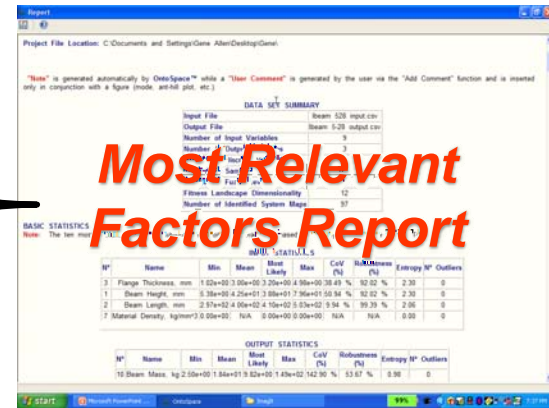 Report
Project File Location: C:\Documents and Settings\Gene Allen\Desktop\Gene\
"Note" is generated automatically by OntoSpace™ while a "User Comment" is generated by the user via the "Add Comment" function and is inserted
only in conjunction with a figure (mode, ant-hill plot, etc.)
DATA SET SUMMARY
Input File Ibeam 528 input.csv
Output File Ibeam 5-28 output.csv
Number of Input Variables 9
Number of Output 3
Most Relevant
Factors Report
Fitness Landscape Dimensionality 12
Number of Identified System Maps 97
BASIC STATISTICS
Note: The ten most
N° Name Min Mean Most Likely Max CoV (%) Robustness (%) Entropy N° Outliers
3 Flange Thickness, mm 1.02e+00 3.00e+00 3.20e+00 4.98e+00 38.49 % 92.02 % 2.30 0
1 Beam Height, mm 5.38e+00 4.25e+01 3.88e+01 7.96e+01 50.94 % 92.02 % 2.30 0
2 Beam Length, mm 2.97e+02 4.00e+02 4.10e+02 5.03e+02 9.94 % 99.39 % 2.06 0
7 Material Density, kg/mm^3 0.00e+00 N/A 0.00e+00 0.00e+00 N/A N/A 0.00 0
OUTPUT STATISTICS
N° Name Min Mean Most Likely Max CoV (%) Robustness (%) Entropy N° Outliers
10 Beam Mass, kg 2.50e+00 1.84e+01 9.82e+00 1.49e+02 142.90 % 53.67 % 0.98 0
start Microsoft PowerPoint ... OntoSpace ImageX 99%